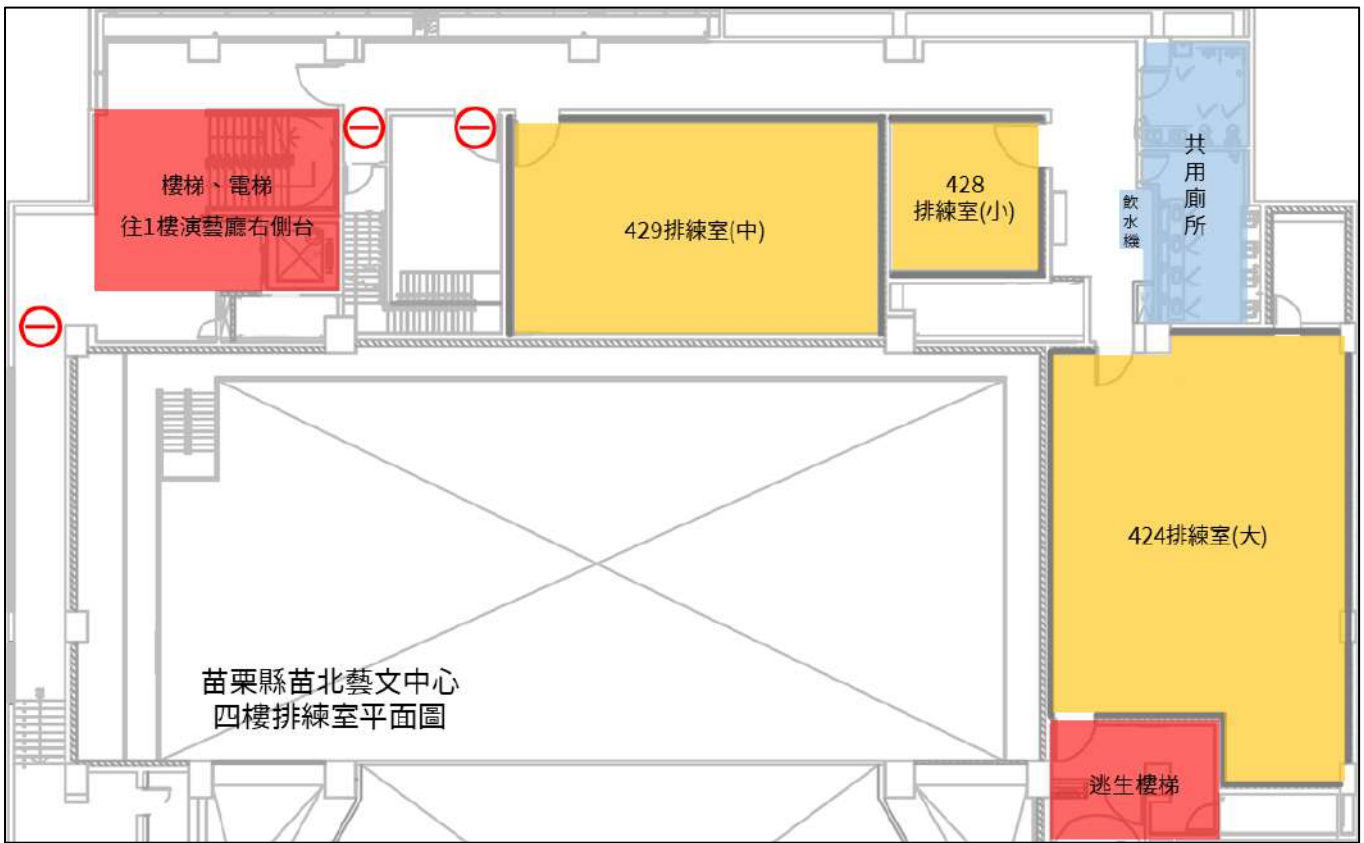 樓梯、電梯
往1樓演藝廳右側台
429排練室(中)
428
排練室(小)
飲水機
共用廁所
424排練室(大)
苗栗縣苗北藝文中心
四樓排練室平面圖
逃生樓梯